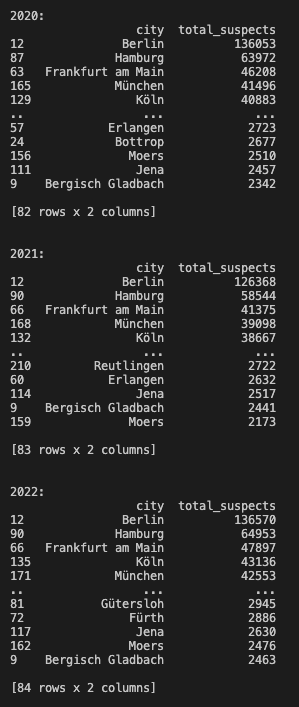 2020:
city total_suspects
12 Berlin 136053
87 Hamburg 63972
63 Frankfurt am Main 46208
165 München 41496
129 Köln 40883
.. ... ...
57 Erlangen 2723
24 Bottrop 2677
156 Moers 2510
111 Jena 2457
9 Bergisch Gladbach 2342
[82 rows x 2 columns]
2021:
city total_suspects
12 Berlin 126368
90 Hamburg 58544
66 Frankfurt am Main 41375
168 München 39098
132 Köln 38667
.. ... ...
210 Reutlingen 2722
60 Erlangen 2632
114 Jena 2517
9 Bergisch Gladbach 2441
159 Moers 2173
[83 rows x 2 columns]
2022:
city total_suspects
12 Berlin 136570
90 Hamburg 64953
66 Frankfurt am Main 47897
135 Köln 43136
171 München 42553
.. ... ...
81 Gütersloh 2945
72 Fürth 2886
117 Jena 2630
162 Moers 2476
9 Bergisch Gladbach 2463
[84 rows x 2 columns]